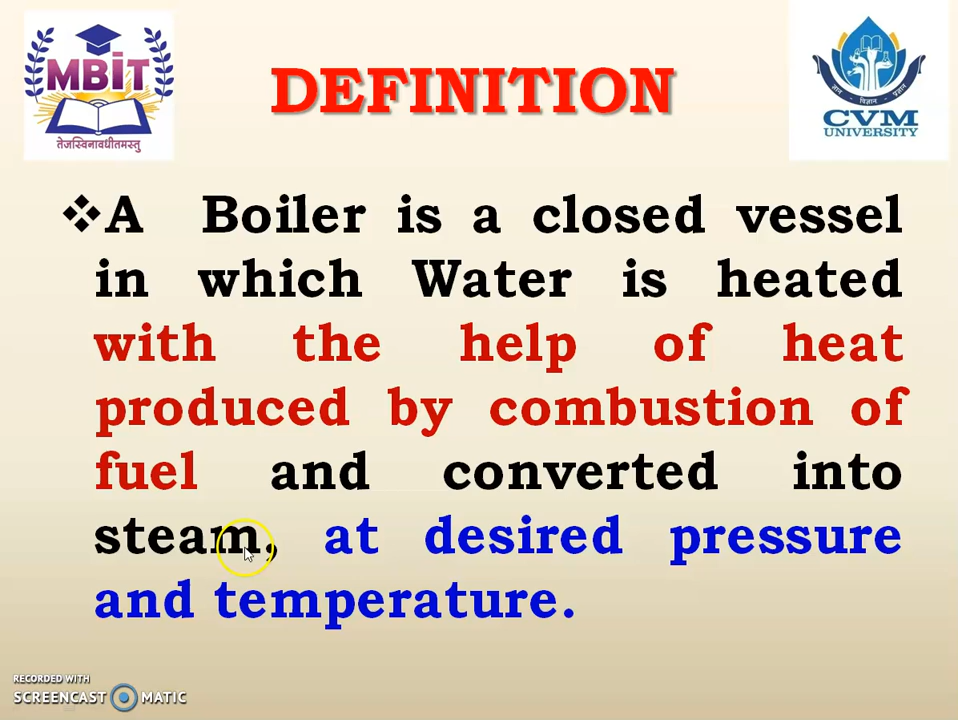 MBiT
तेजस्विनावधीतमस्तु
DEFINITION
ज्ञान - विज्ञान - प्रज्ञान
CVM
UNIVERSITY
❖A Boiler is a closed vessel
in which Water is heated
with the help of heat
produced by combustion of
fuel and converted into
steam, at desired pressure
and temperature.
RECORDED WITH
SCREENCAST MATIC